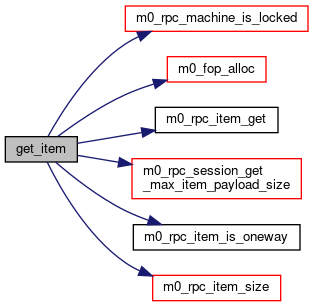 m0_rpc_machine_is_locked
m0_fop_alloc
m0_rpc_item_get
get_item
m0_rpc_session_get
_max_item_payload_size
m0_rpc_item_is_oneway
m0_rpc_item_size